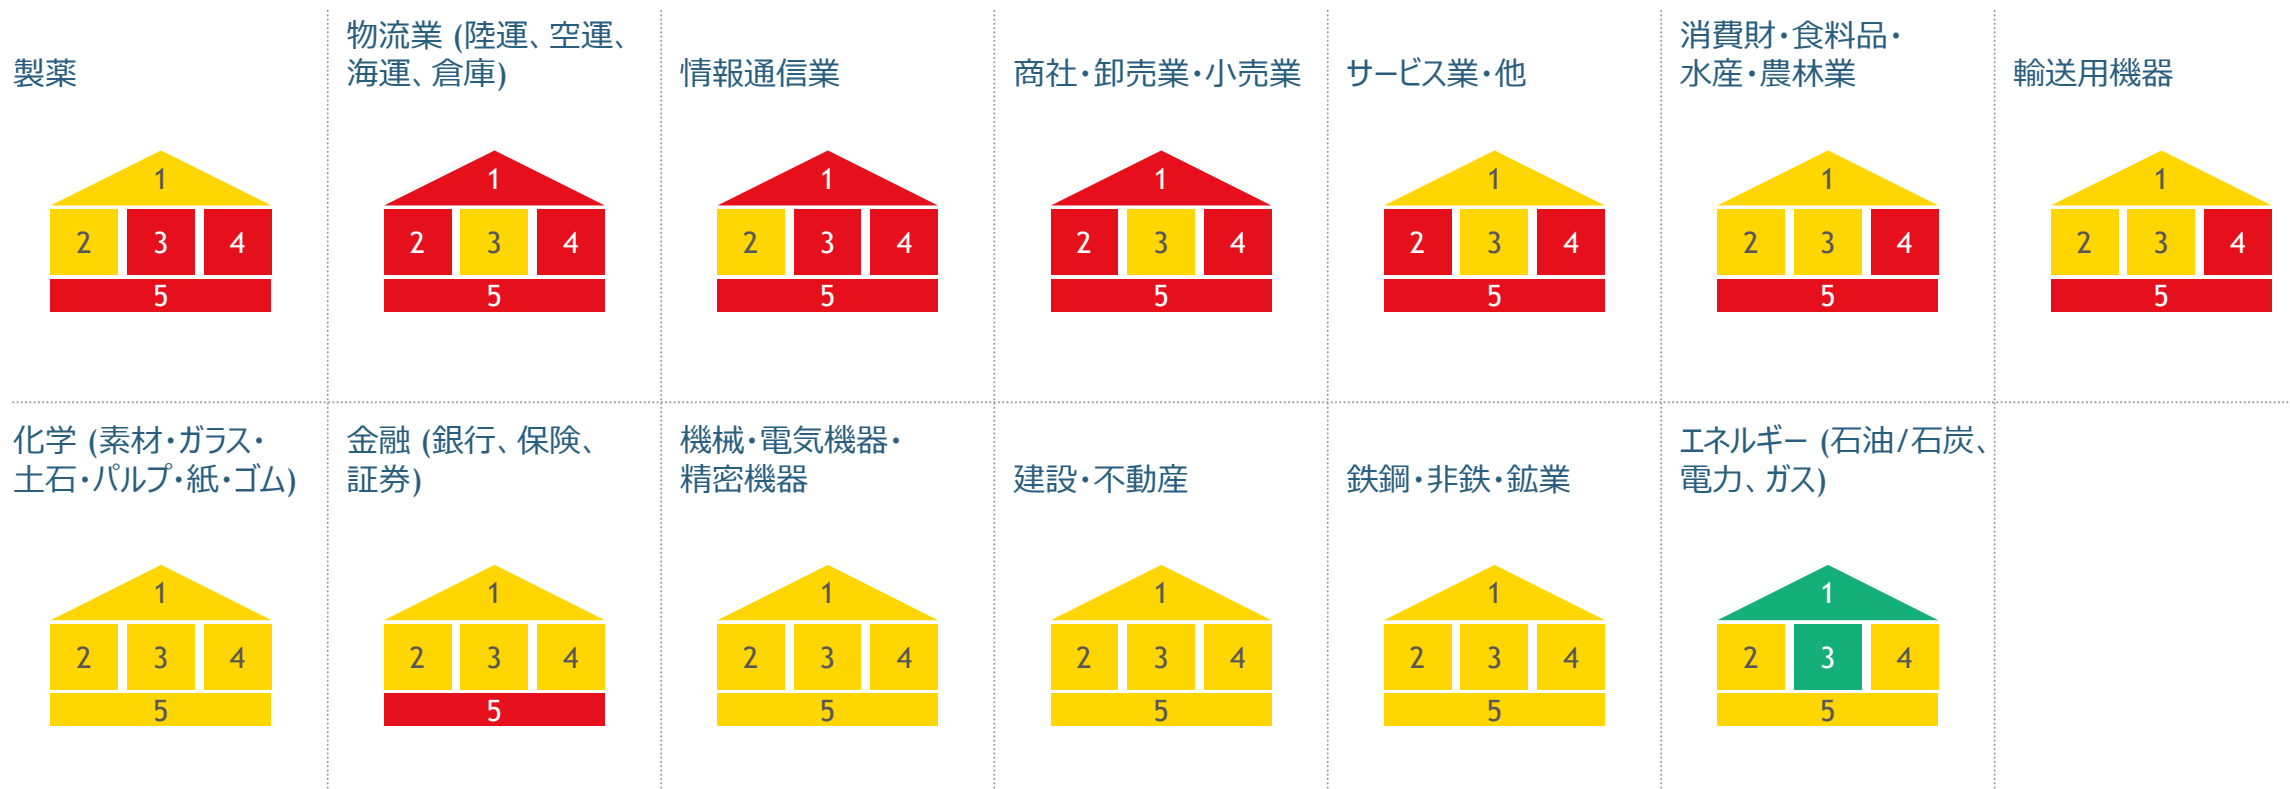 製薬
物流業 (陸運、空運、
海運、倉庫)
情報通信業
商社・卸売業・小売業
サービス業・他
消費財・食料品・
水産・農林業
輸送用機器
1
2 3 4
5
1
2 3 4
5
1
2 3 4
5
1
2 3 4
5
1
2 3 4
5
1
2 3 4
5
1
2 3 4
5
化学 (素材・ガラス・
土石・パルプ・紙・ゴム)
金融 (銀行、保険、
証券)
機械・電気機器・
精密機器
建設・不動産
鉄鋼・非鉄・鉱業
エネルギー (石油/石炭、
電力、ガス)
1
2 3 4
5
1
2 3 4
5
1
2 3 4
5
1
2 3 4
5
1
2 3 4
5
1
2 3 4
5